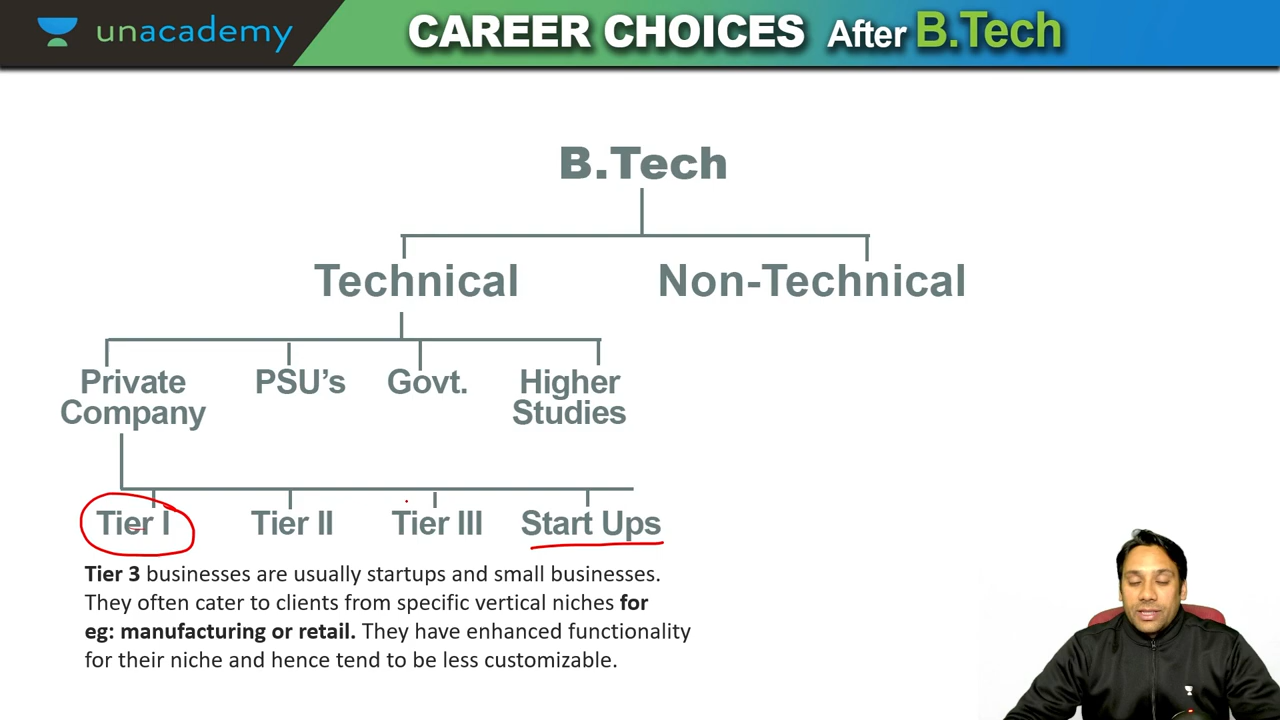 unacademy
CAREER CHOICES After B.Tech
B.Tech
Technical
Non-Technical
Private
Company
PSU's
Govt.
Higher
Studies
Tier I
Tier II
Tier III
Start Ups
Tier 3 businesses are usually startups and small businesses.
They often cater to clients from specific vertical niches for
eg: manufacturing or retail. They have enhanced functionality
for their niche and hence tend to be less customizable.